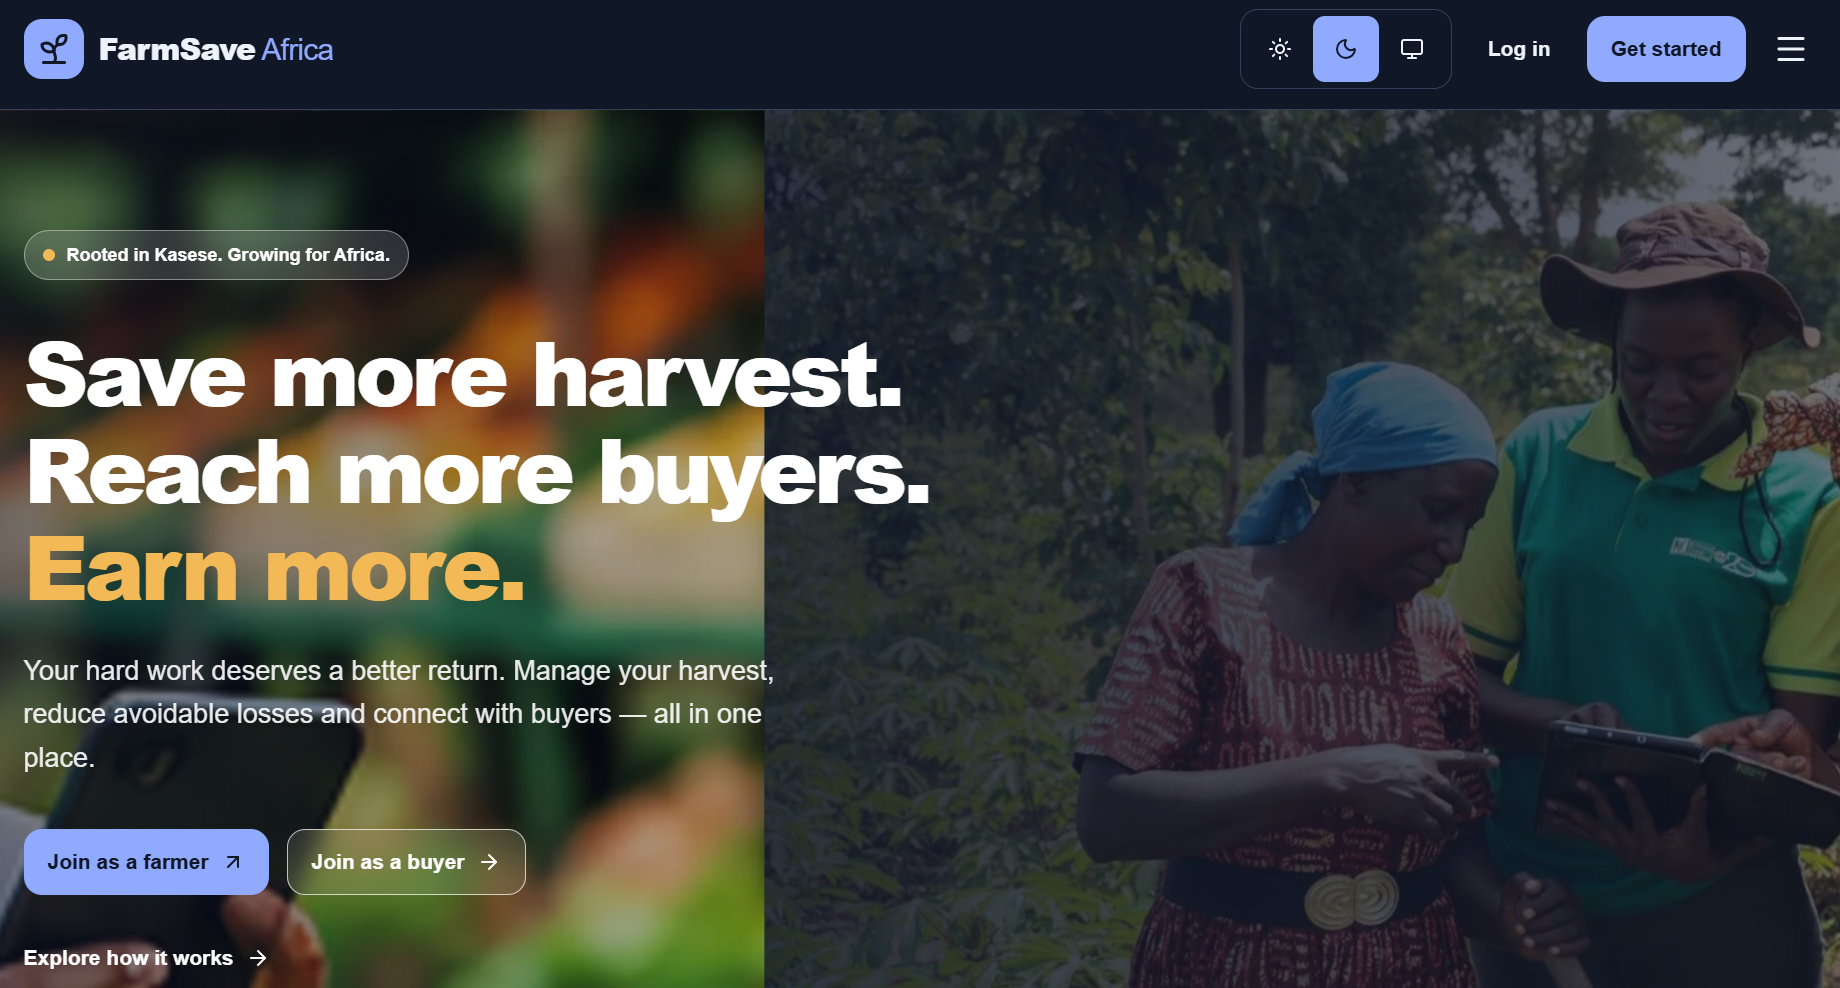 FarmSave Africa
Log in
Get started
Rooted in Kasese. Growing for Africa.
Save more harvest.
Reach more buyers.
Earn more.
Your hard work deserves a better return. Manage your harvest,
reduce avoidable losses and connect with buyers — all in one
place.
Join as a farmer
Join as a buyer
Explore how it works